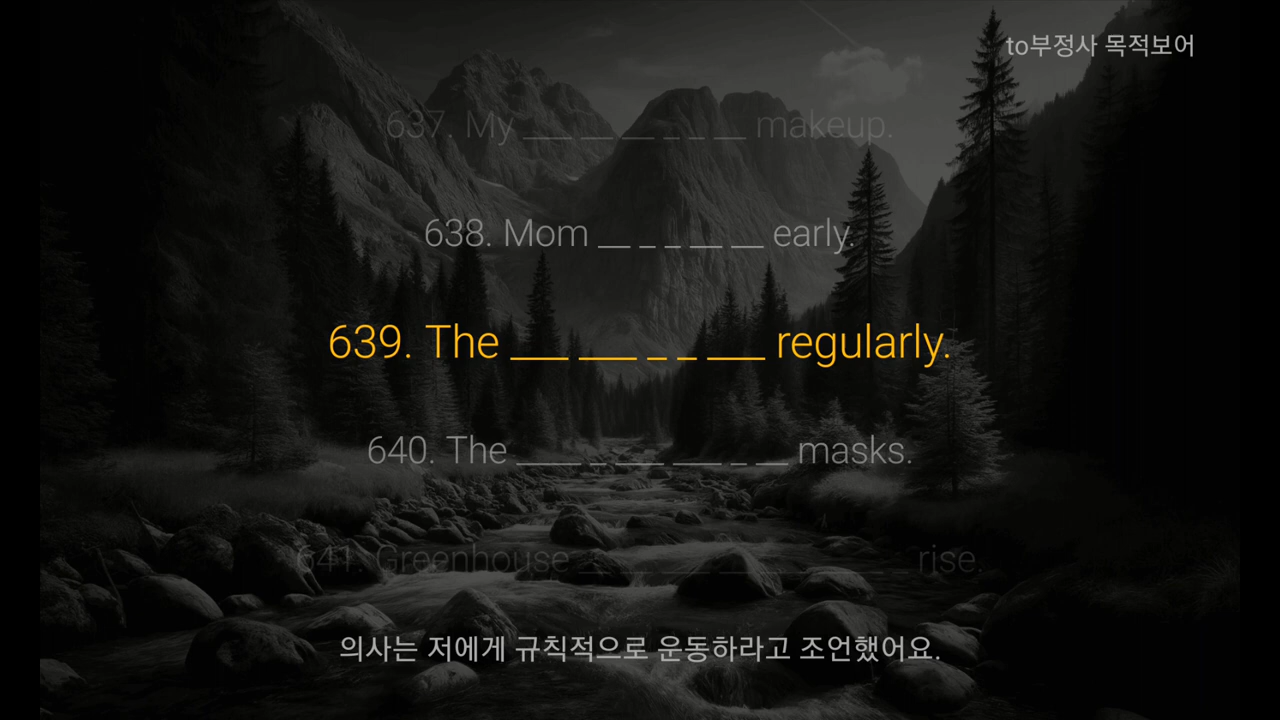 to부정사 목적보어
637. My ___ __ __ _ _ __ makeup.
638. Mom __ _ _ __ __ early.
639. The ___ ___ _ _ ___ regularly.
640. The ____ _ ___ ___ _ __ masks.
641. Greenhouse rise.
의사는 저에게 규칙적으로 운동하라고 조언했어요.